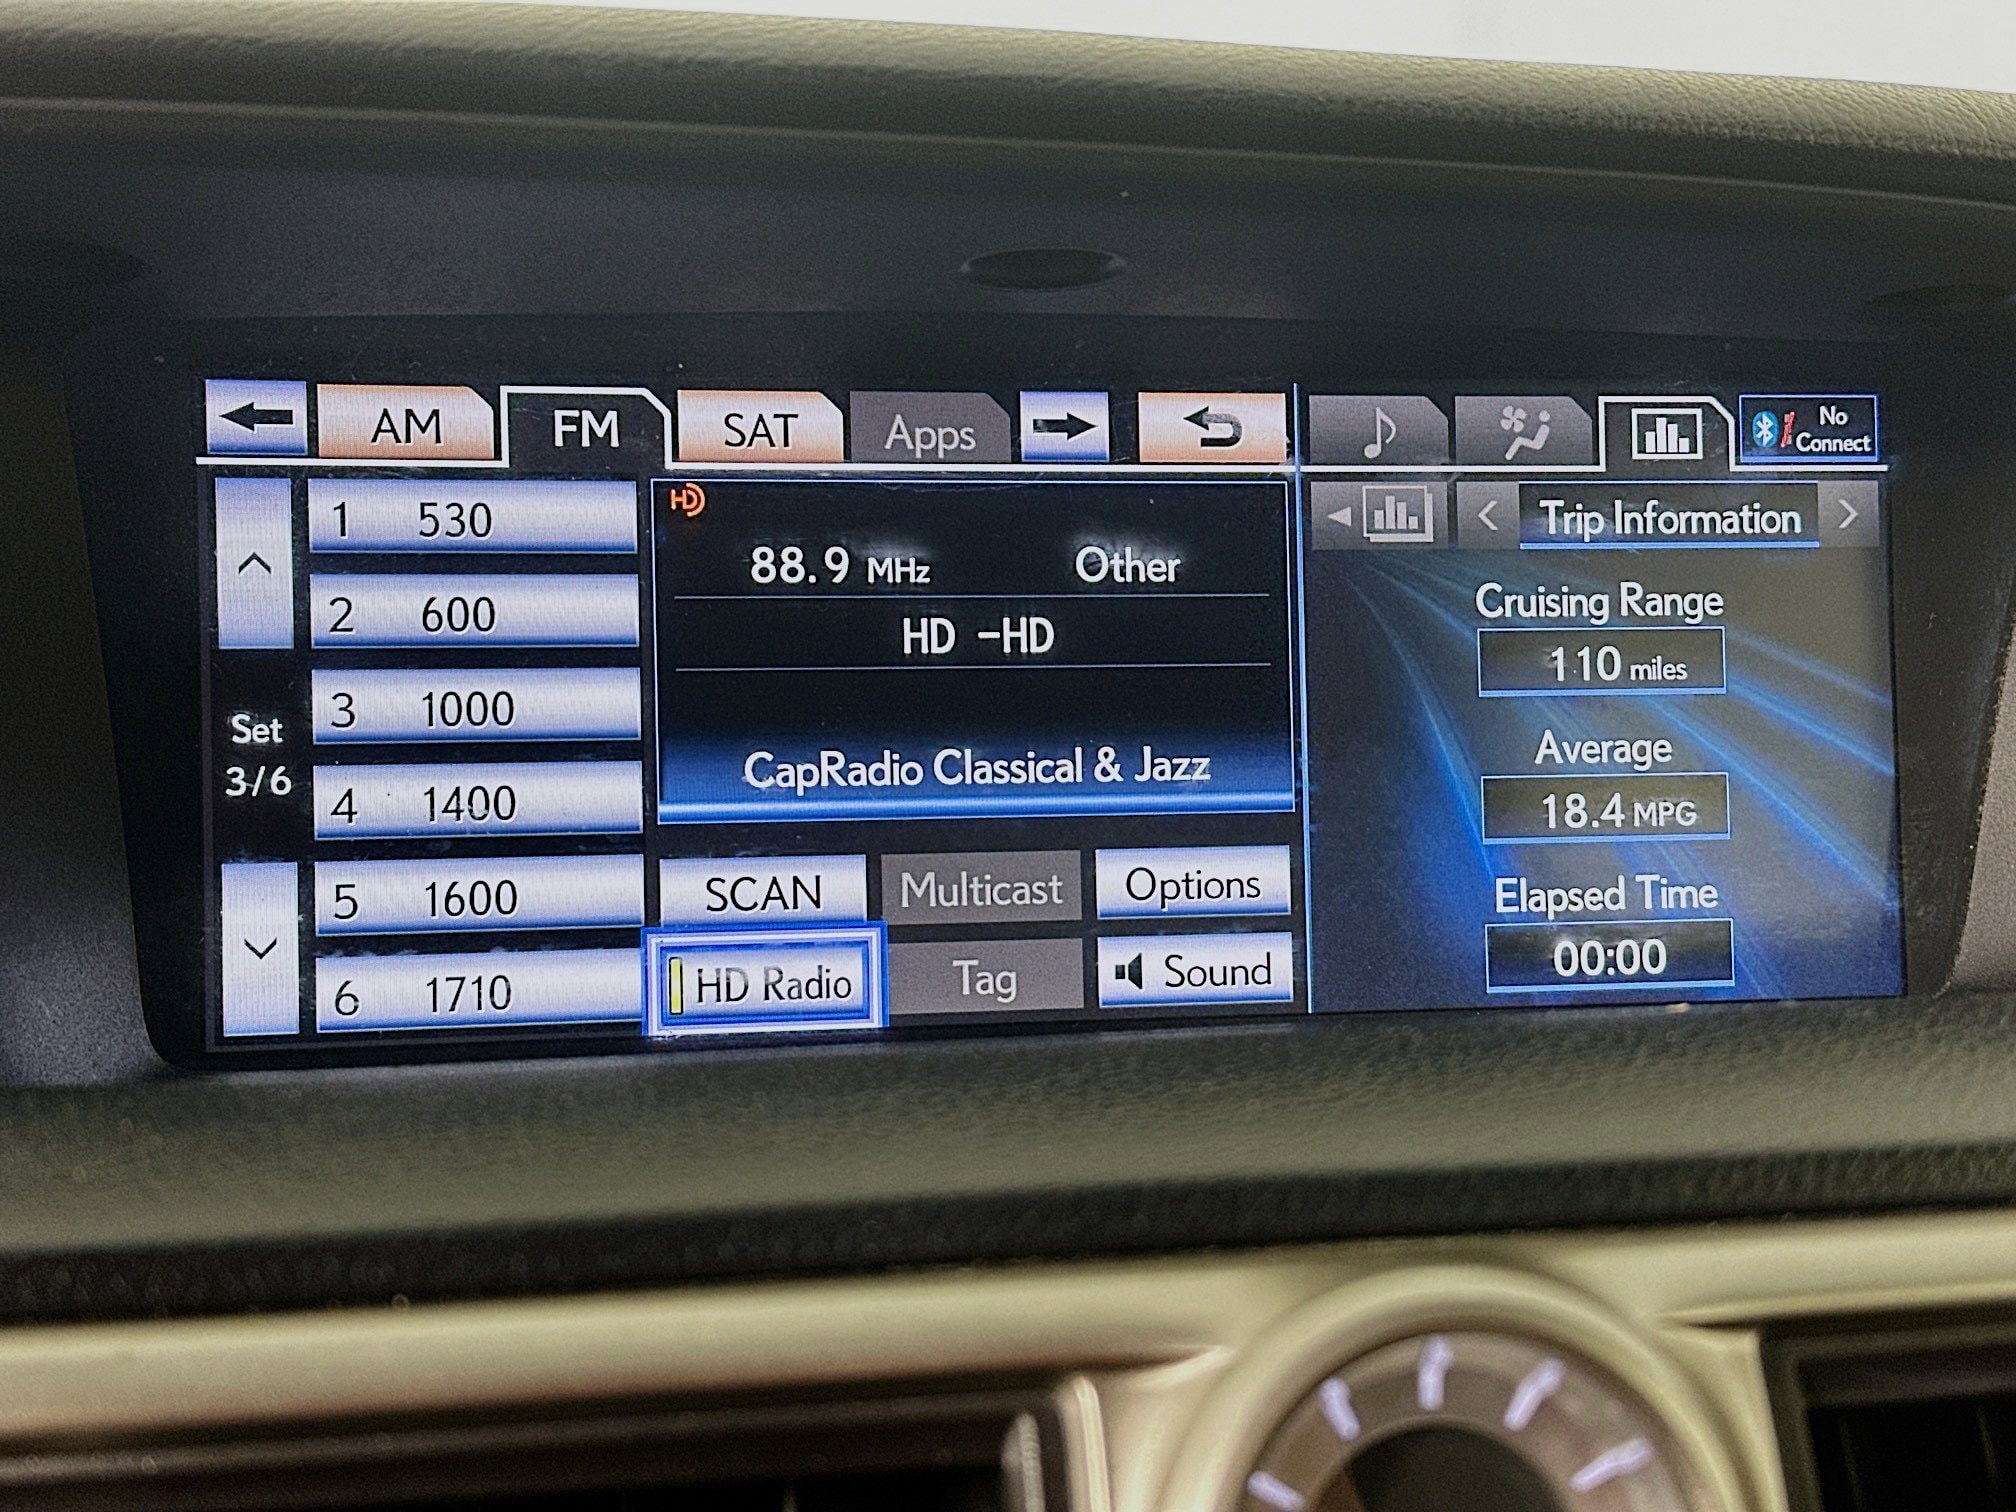 AM FM SAT Apps
No
Connect
1 530
2 600
3 1000
4 1400
5 1600
6 1710
Set
3/6
HD
88.9 MHz Other
HD -HD
CapRadio Classical & Jazz
SCAN Multicast Options
HD Radio Tag Sound
Trip Information
Cruising Range
110 miles
Average
18.4 MPG
Elapsed Time
00:00